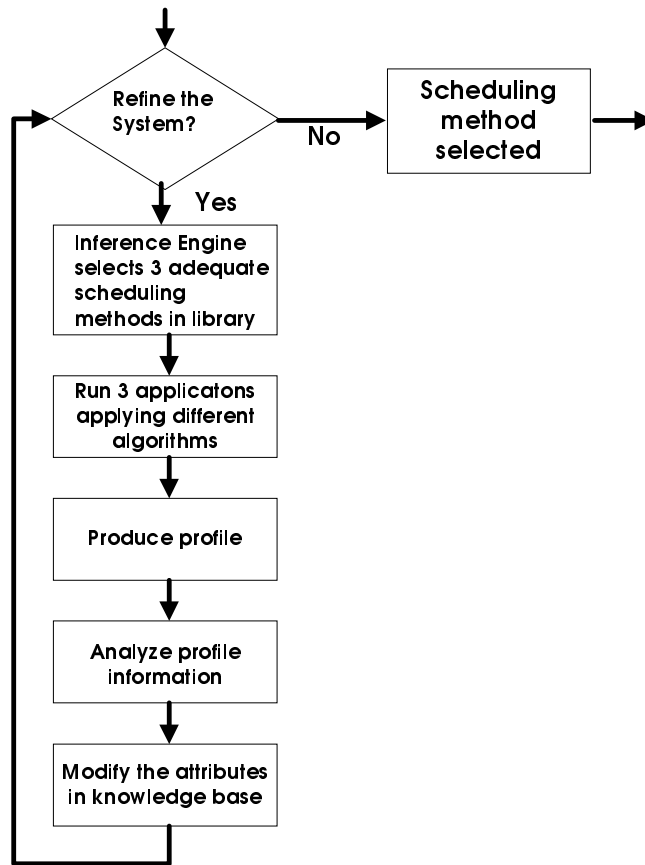 Refine the
System?
No
Scheduling
method
selected
Yes
Inference Engine
selects 3 adequate
scheduling
methods in library
Run 3 applicatons
applying different
algorithms
Produce profile
Analyze profile
information
Modify the attributes
in knowledge base